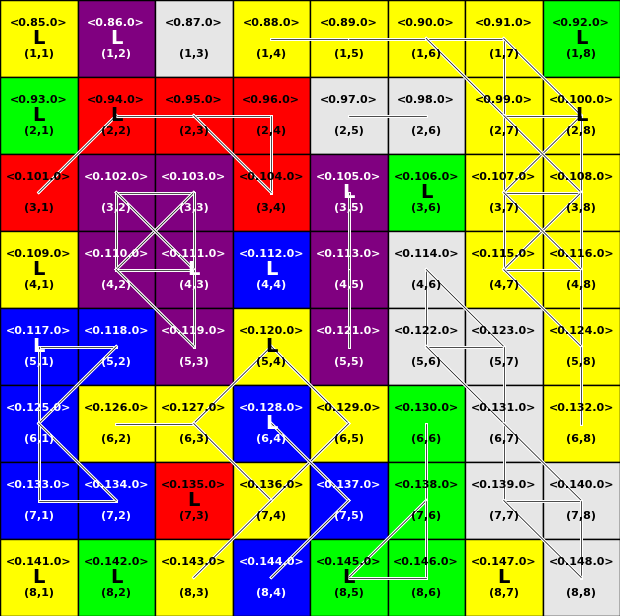 <0.85.0> <0.86.0> <0.87.0> <0.88.0> <0.89.0> <0.90.0> <0.91.0> <0.92.0>
L L L
(1,1) (1,2) (1,3) (1,4) (1,5) (1,6) (1,7) (1,8)
<0.93.0> <0.94.0> <0.95.0> <0.96.0> <0.97.0> <0.98.0> <0.99.0> <0.100.0>
L L L
(2,1) (2,2) (2,3) (2,4) (2,5) (2,6) (2,7) (2,8)
<0.101.0> <0.102.0> <0.103.0> <0.104.0> <0.105.0> <0.106.0> <0.107.0> <0.108.0>
L L
(3,1) (3,2) (3,3) (3,4) (3,5) (3,6) (3,7) (3,8)
<0.109.0> <0.110.0> <0.111.0> <0.112.0> <0.113.0> <0.114.0> <0.115.0> <0.116.0>
L L L
(4,1) (4,2) (4,3) (4,4) (4,5) (4,6) (4,7) (4,8)
<0.117.0> <0.118.0> <0.119.0> <0.120.0> <0.121.0> <0.122.0> <0.123.0> <0.124.0>
L L
(5,1) (5,2) (5,3) (5,4) (5,5) (5,6) (5,7) (5,8)
<0.125.0> <0.126.0> <0.127.0> <0.128.0> <0.129.0> <0.130.0> <0.131.0> <0.132.0>
L
(6,1) (6,2) (6,3) (6,4) (6,5) (6,6) (6,7) (6,8)
<0.133.0> <0.134.0> <0.135.0> <0.136.0> <0.137.0> <0.138.0> <0.139.0> <0.140.0>
L
(7,1) (7,2) (7,3) (7,4) (7,5) (7,6) (7,7) (7,8)
<0.141.0> <0.142.0> <0.143.0> <0.144.0> <0.145.0> <0.146.0> <0.147.0> <0.148.0>
L L L L
(8,1) (8,2) (8,3) (8,4) (8,5) (8,6) (8,7) (8,8)